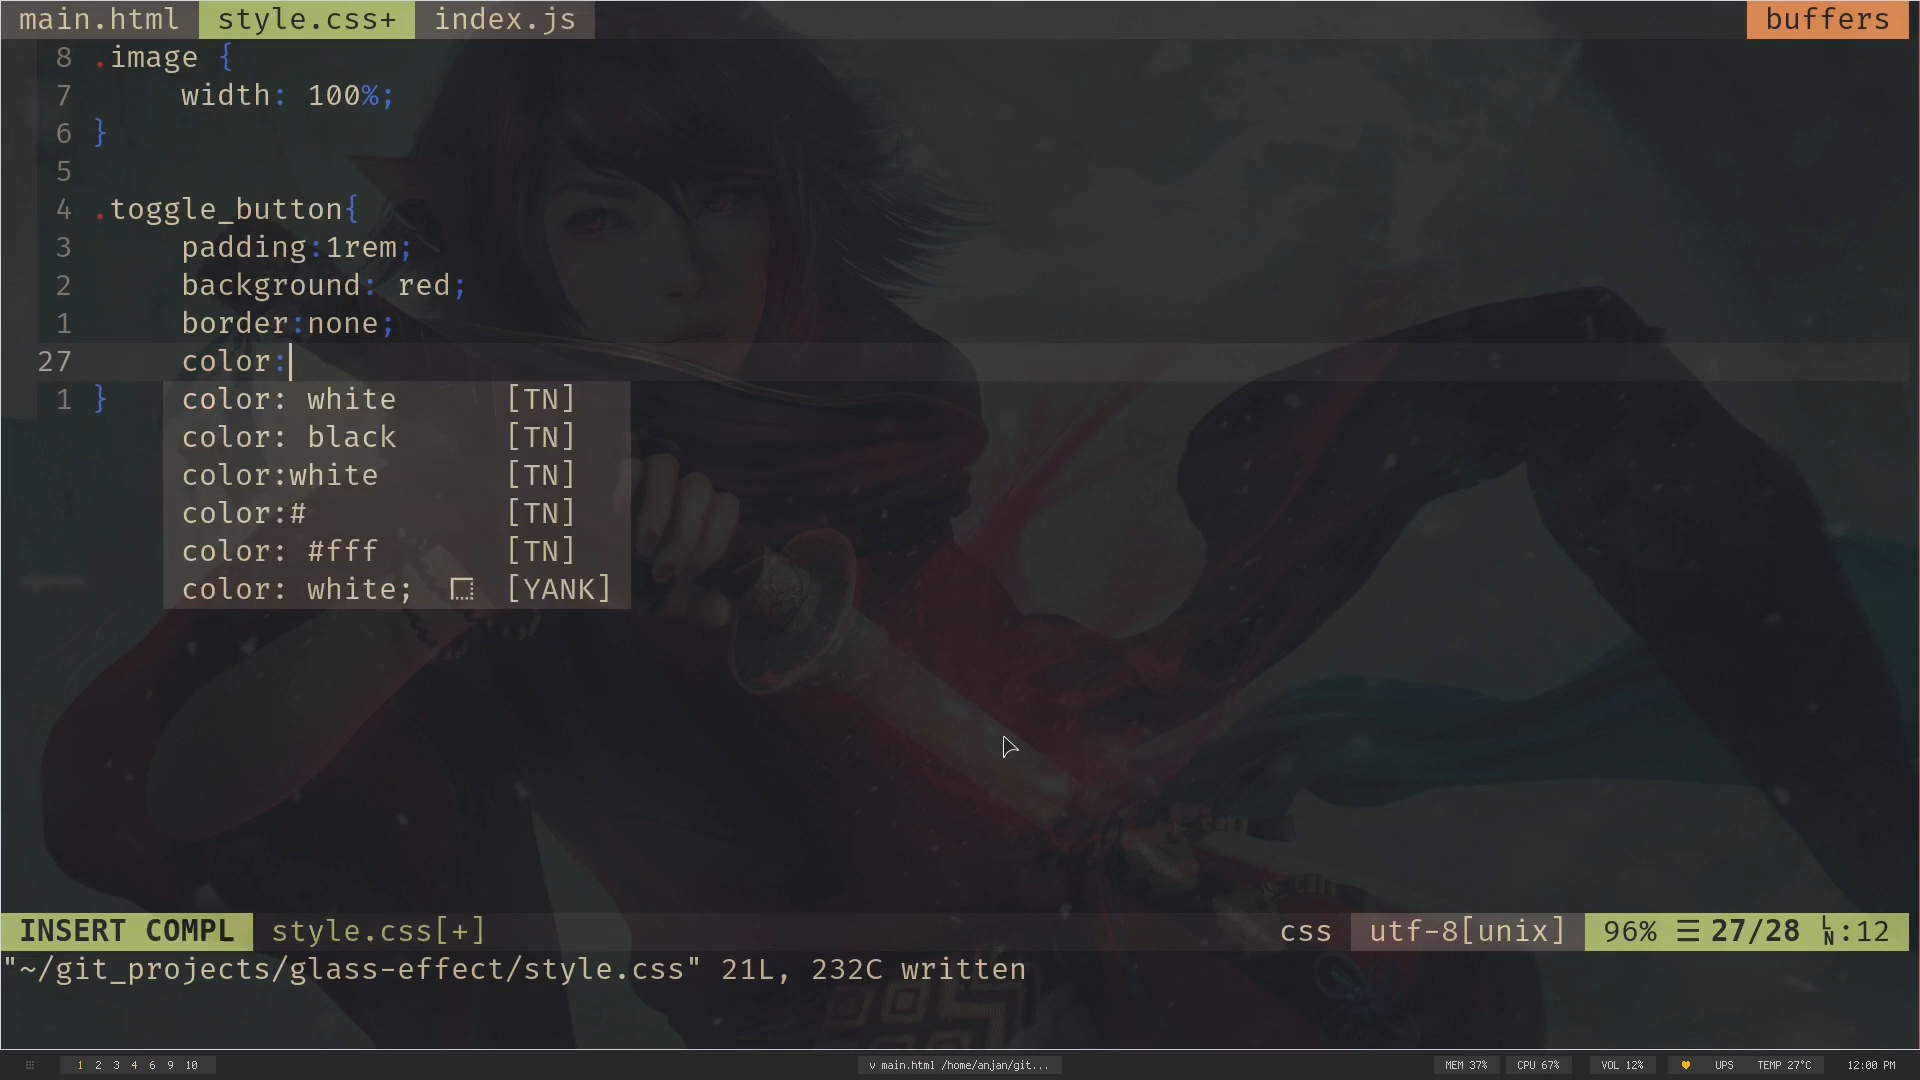 main.html style.css+ index.js buffers
8 .image {
7 width: 100%;
6 }
5
4 .toggle_button{
3 padding:1rem;
2 background: red;
1 border:none;
27 color:
1 }
color: white [TN]
color: black [TN]
color:white [TN]
color:# [TN]
color: #fff [TN]
color: white; [YANK]
INSERT COMPL style.css[+] css utf-8[unix] 96% ☰ 27/28 LN:12
"~/git_projects/glass-effect/style.css" 21L, 232C written
1 2 3 4 6 9 10 v main.html /home/anjan/git... MEM 37% CPU 67% VOL 12% UPS TEMP 27°C 12:00 PM